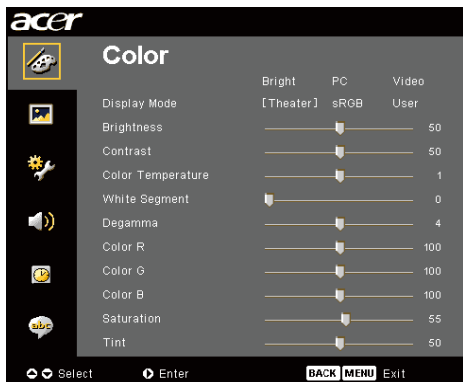 acer
Color
Bright PC Video
Display Mode [Theater] sRGB User
Brightness 50
Contrast 50
Color Temperature 1
White Segment 0
Degamma 4
Color R 100
Color G 100
Color B 100
Saturation 55
abc
Tint 50
Select Enter BACK MENU Exit